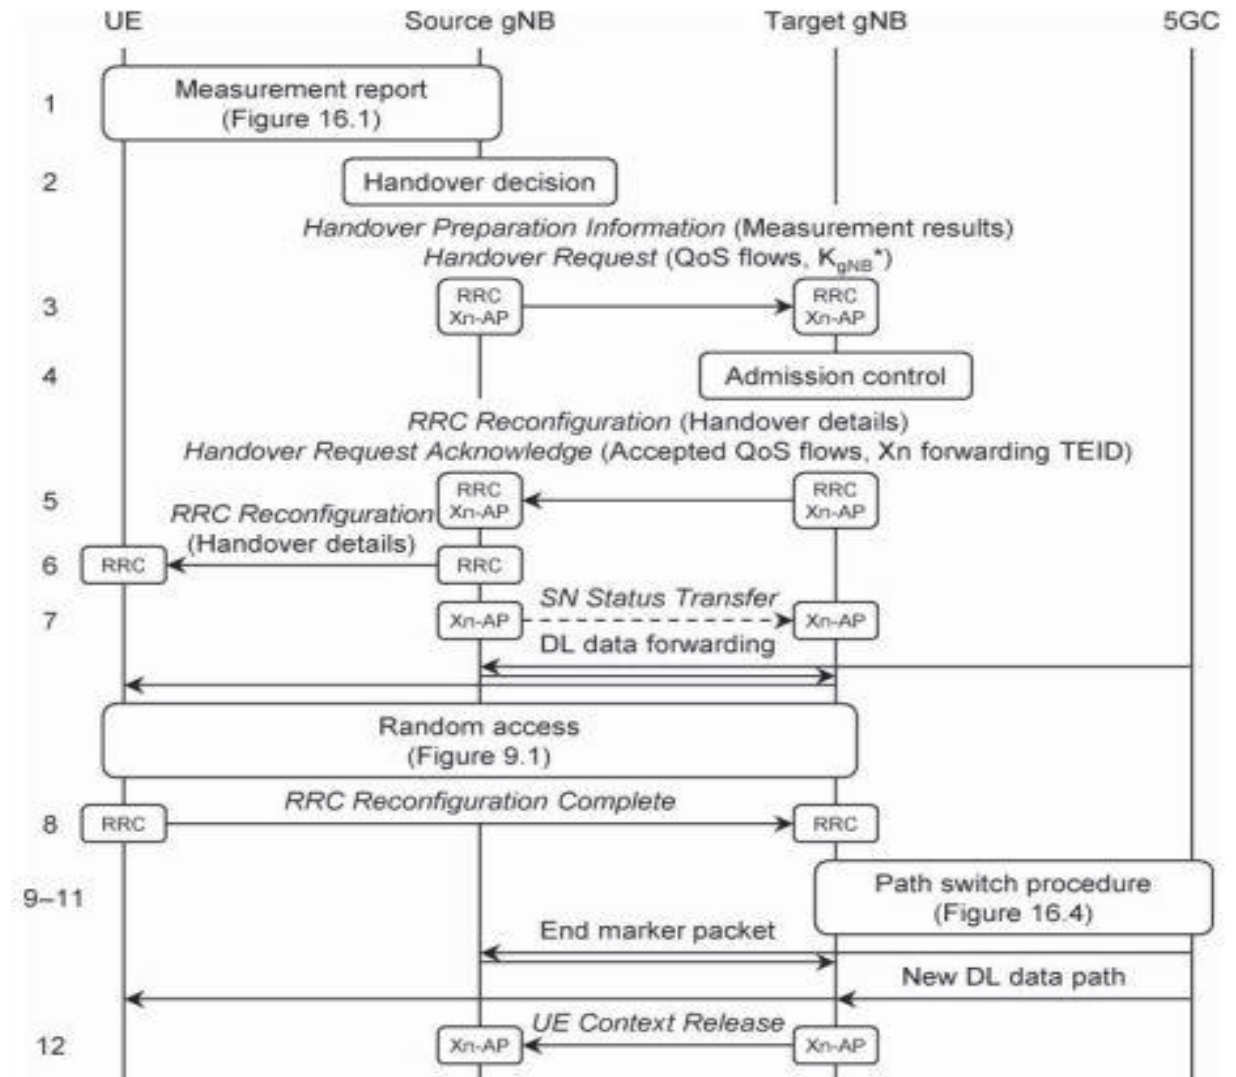 UE Source gNB Target gNB 5GC
1 Measurement report
(Figure 16.1)
2 Handover decision
Handover Preparation Information (Measurement results)
Handover Request (QoS flows, KgNB*)
3 RRC RRC
Xn-AP Xn-AP
4 Admission control
RRC Reconfiguration (Handover details)
Handover Request Acknowledge (Accepted QoS flows, Xn forwarding TEID)
5 RRC RRC
Xn-AP Xn-AP
RRC Reconfiguration
(Handover details)
6 RRC RRC
SN Status Transfer
7 Xn-AP Xn-AP
DL data forwarding
Random access
(Figure 9.1)
RRC Reconfiguration Complete
8 RRC RRC
9–11 Path switch procedure
(Figure 16.4)
End marker packet
New DL data path
UE Context Release
12 Xn-AP Xn-AP